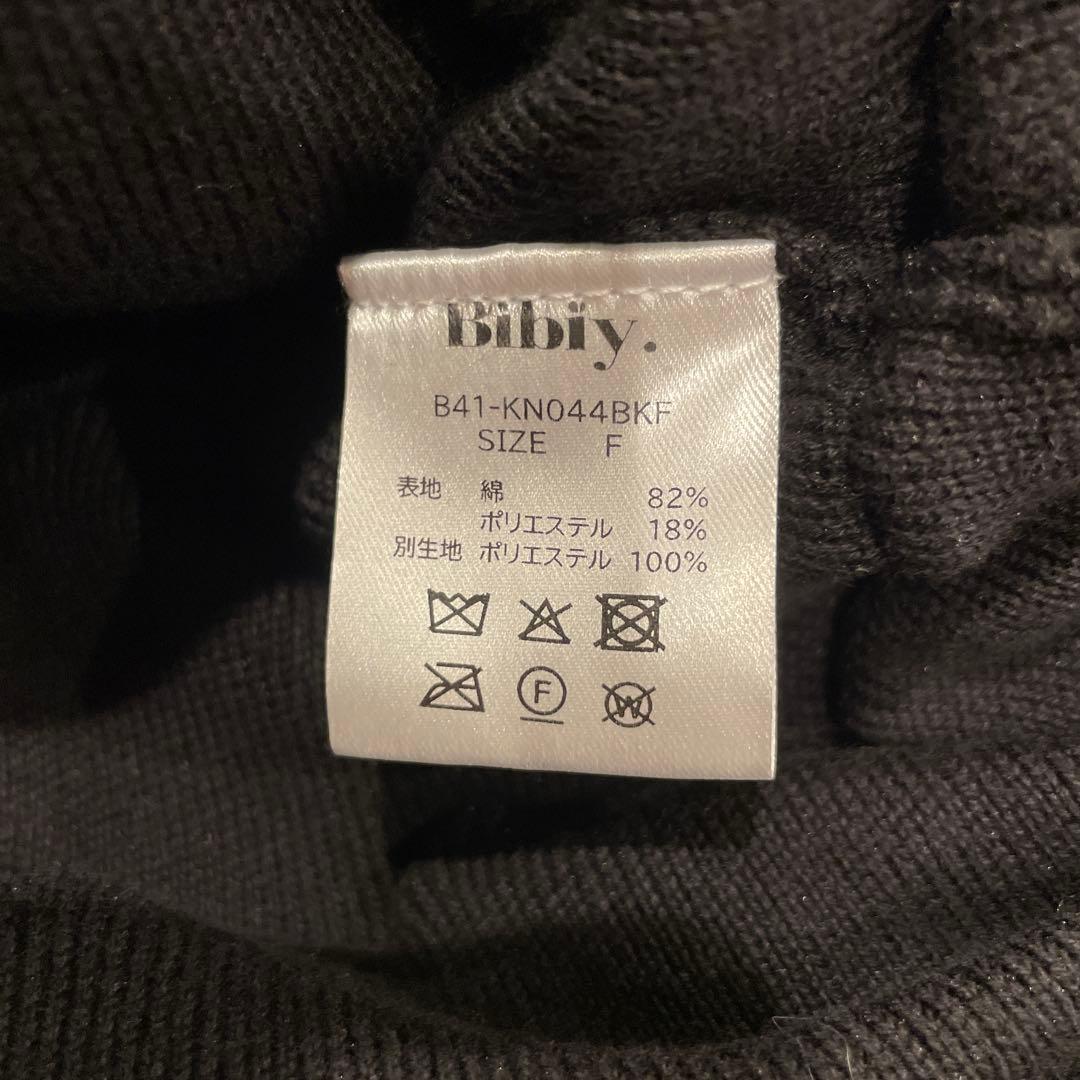 Bibiy.
B41-KN044BKF
SIZE F
表地 綿 82%
ポリエステル 18%
別生地 ポリエステル 100%
F
W